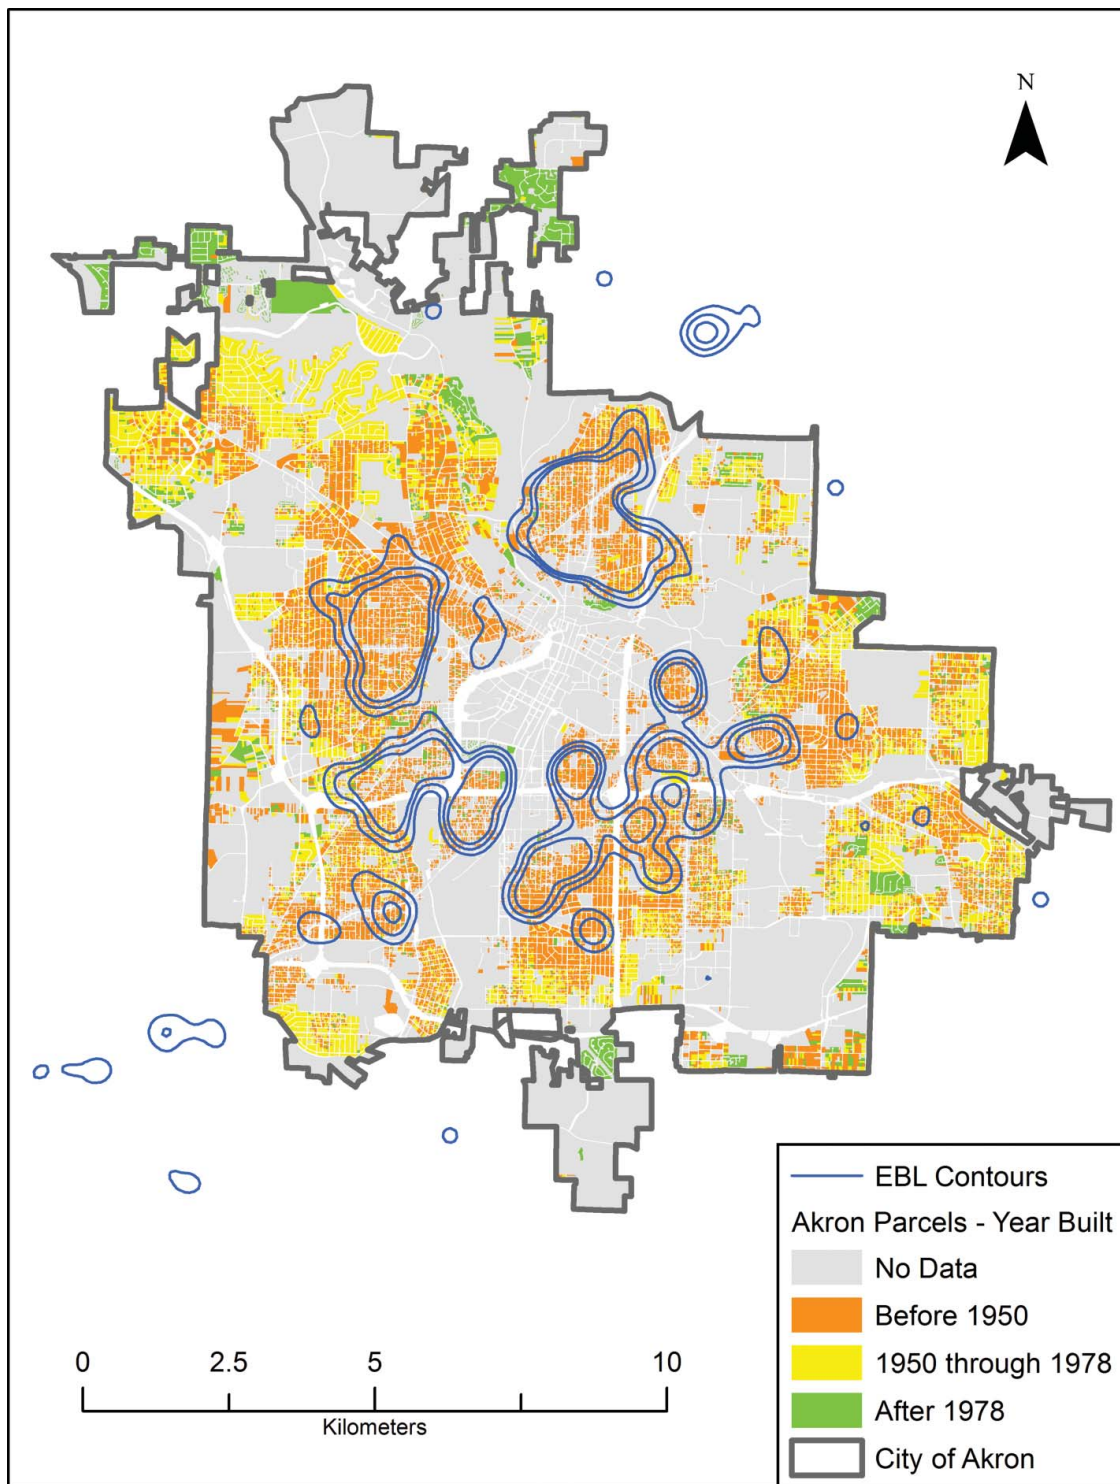 N
EBL Contours
Akron Parcels - Year Built
No Data
Before 1950
1950 through 1978
After 1978
City of Akron
0 2.5 5 10
Kilometers